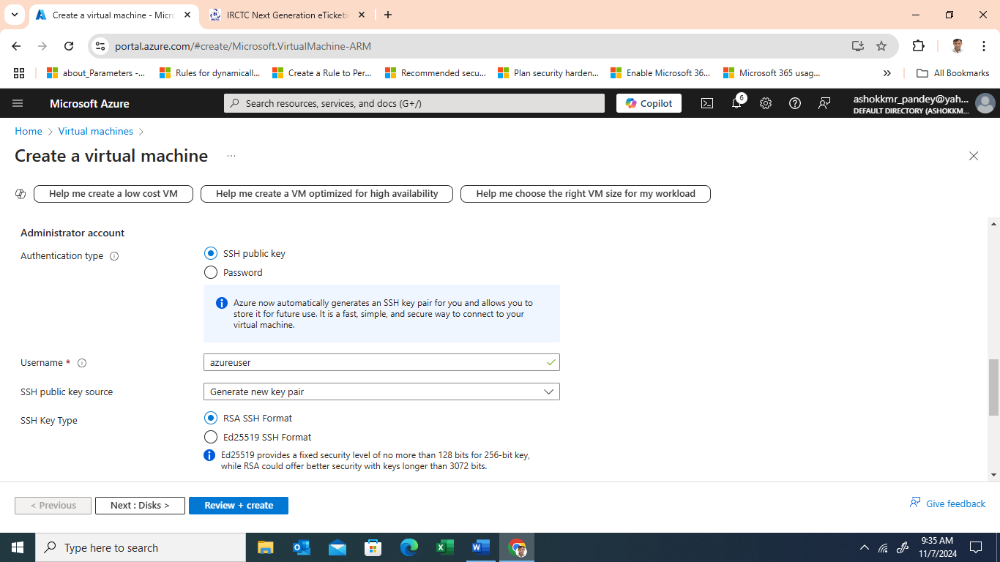 Create a virtual machine - Micro
IRCTC Next Generation eTicketin
portal.azure.com/#create/Microsoft.VirtualMachine-ARM
about_Parameters -...
Rules for dynamicall...
Create a Rule to Per...
Recommended secu...
Plan security harden...
Enable Microsoft 36...
Microsoft 365 usag...
All Bookmarks
Microsoft Azure
Search resources, services, and docs (G+/)
Copilot
6
ashokkmr_pandey@yah...
DEFAULT DIRECTORY (ASHOKKM...
Home
Virtual machines
Create a virtual machine
Help me create a low cost VM
Help me create a VM optimized for high availability
Help me choose the right VM size for my workload
Administrator account
Authentication type
SSH public key
Password
Azure now automatically generates an SSH key pair for you and allows you to
store it for future use. It is a fast, simple, and secure way to connect to your
virtual machine.
Username *
azureuser
SSH public key source
Generate new key pair
SSH Key Type
RSA SSH Format
Ed25519 SSH Format
Ed25519 provides a fixed security level of no more than 128 bits for 256-bit key,
while RSA could offer better security with keys longer than 3072 bits.
< Previous
Next : Disks >
Review + create
Give feedback
Type here to search
9:35 AM
11/7/2024